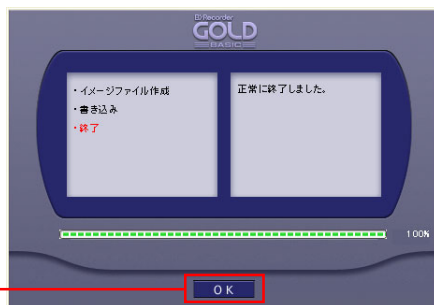 B's Recorder
GOLD
BASIC
・イメージファイル作成
・書き込み
・終了
正常に終了しました。
100%
OK